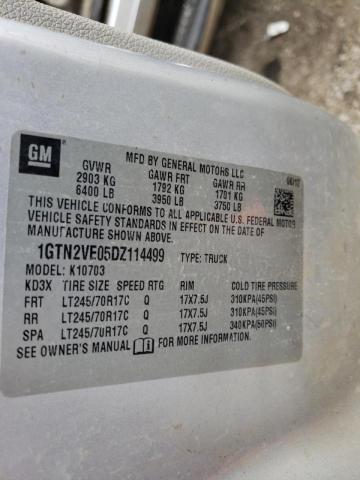 GM
MFD BY GENERAL MOTORS LLC
GVWR GAWR FRT GAWR RR
2903 KG 1792 KG 1701 KG
6400 LB 3950 LB 3750 LB
THIS VEHICLE CONFORMS TO ALL APPLICABLE U.S. FEDERAL MOTOR
VEHICLE SAFETY STANDARDS IN EFFECT ON THE DATE OF
MANUFACTURE SHOWN ABOVE.
1GTN2VE05DZ114499 TYPE: TRUCK
MODEL: K10703
KD3X TIRE SIZE SPEED RTG RIM COLD TIRE PRESSURE
FRT LT245/70R17C Q 17X7.5J 310KPA(45PSI)
RR LT245/70R17C Q 17X7.5J 310KPA(45PSI)
SPA LT245/70R17C Q 17X7.5J 340KPA(50PSI)
SEE OWNER'S MANUAL FOR MORE INFORMATION.